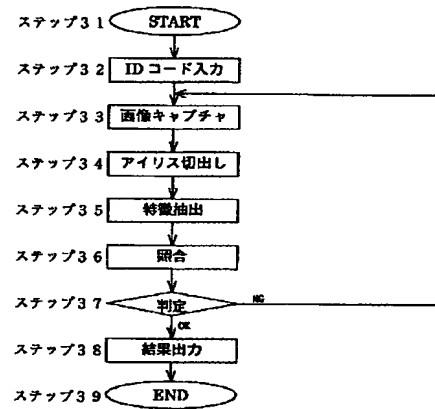 ステップ３１ START
ステップ３２ IDコード入力
ステップ３３ 画像キャプチャ
ステップ３４ アイリス切出し
ステップ３５ 特徴抽出
ステップ３６ 照合
ステップ３７ 判定 NG
OK
ステップ３８ 結果出力
ステップ３９ END